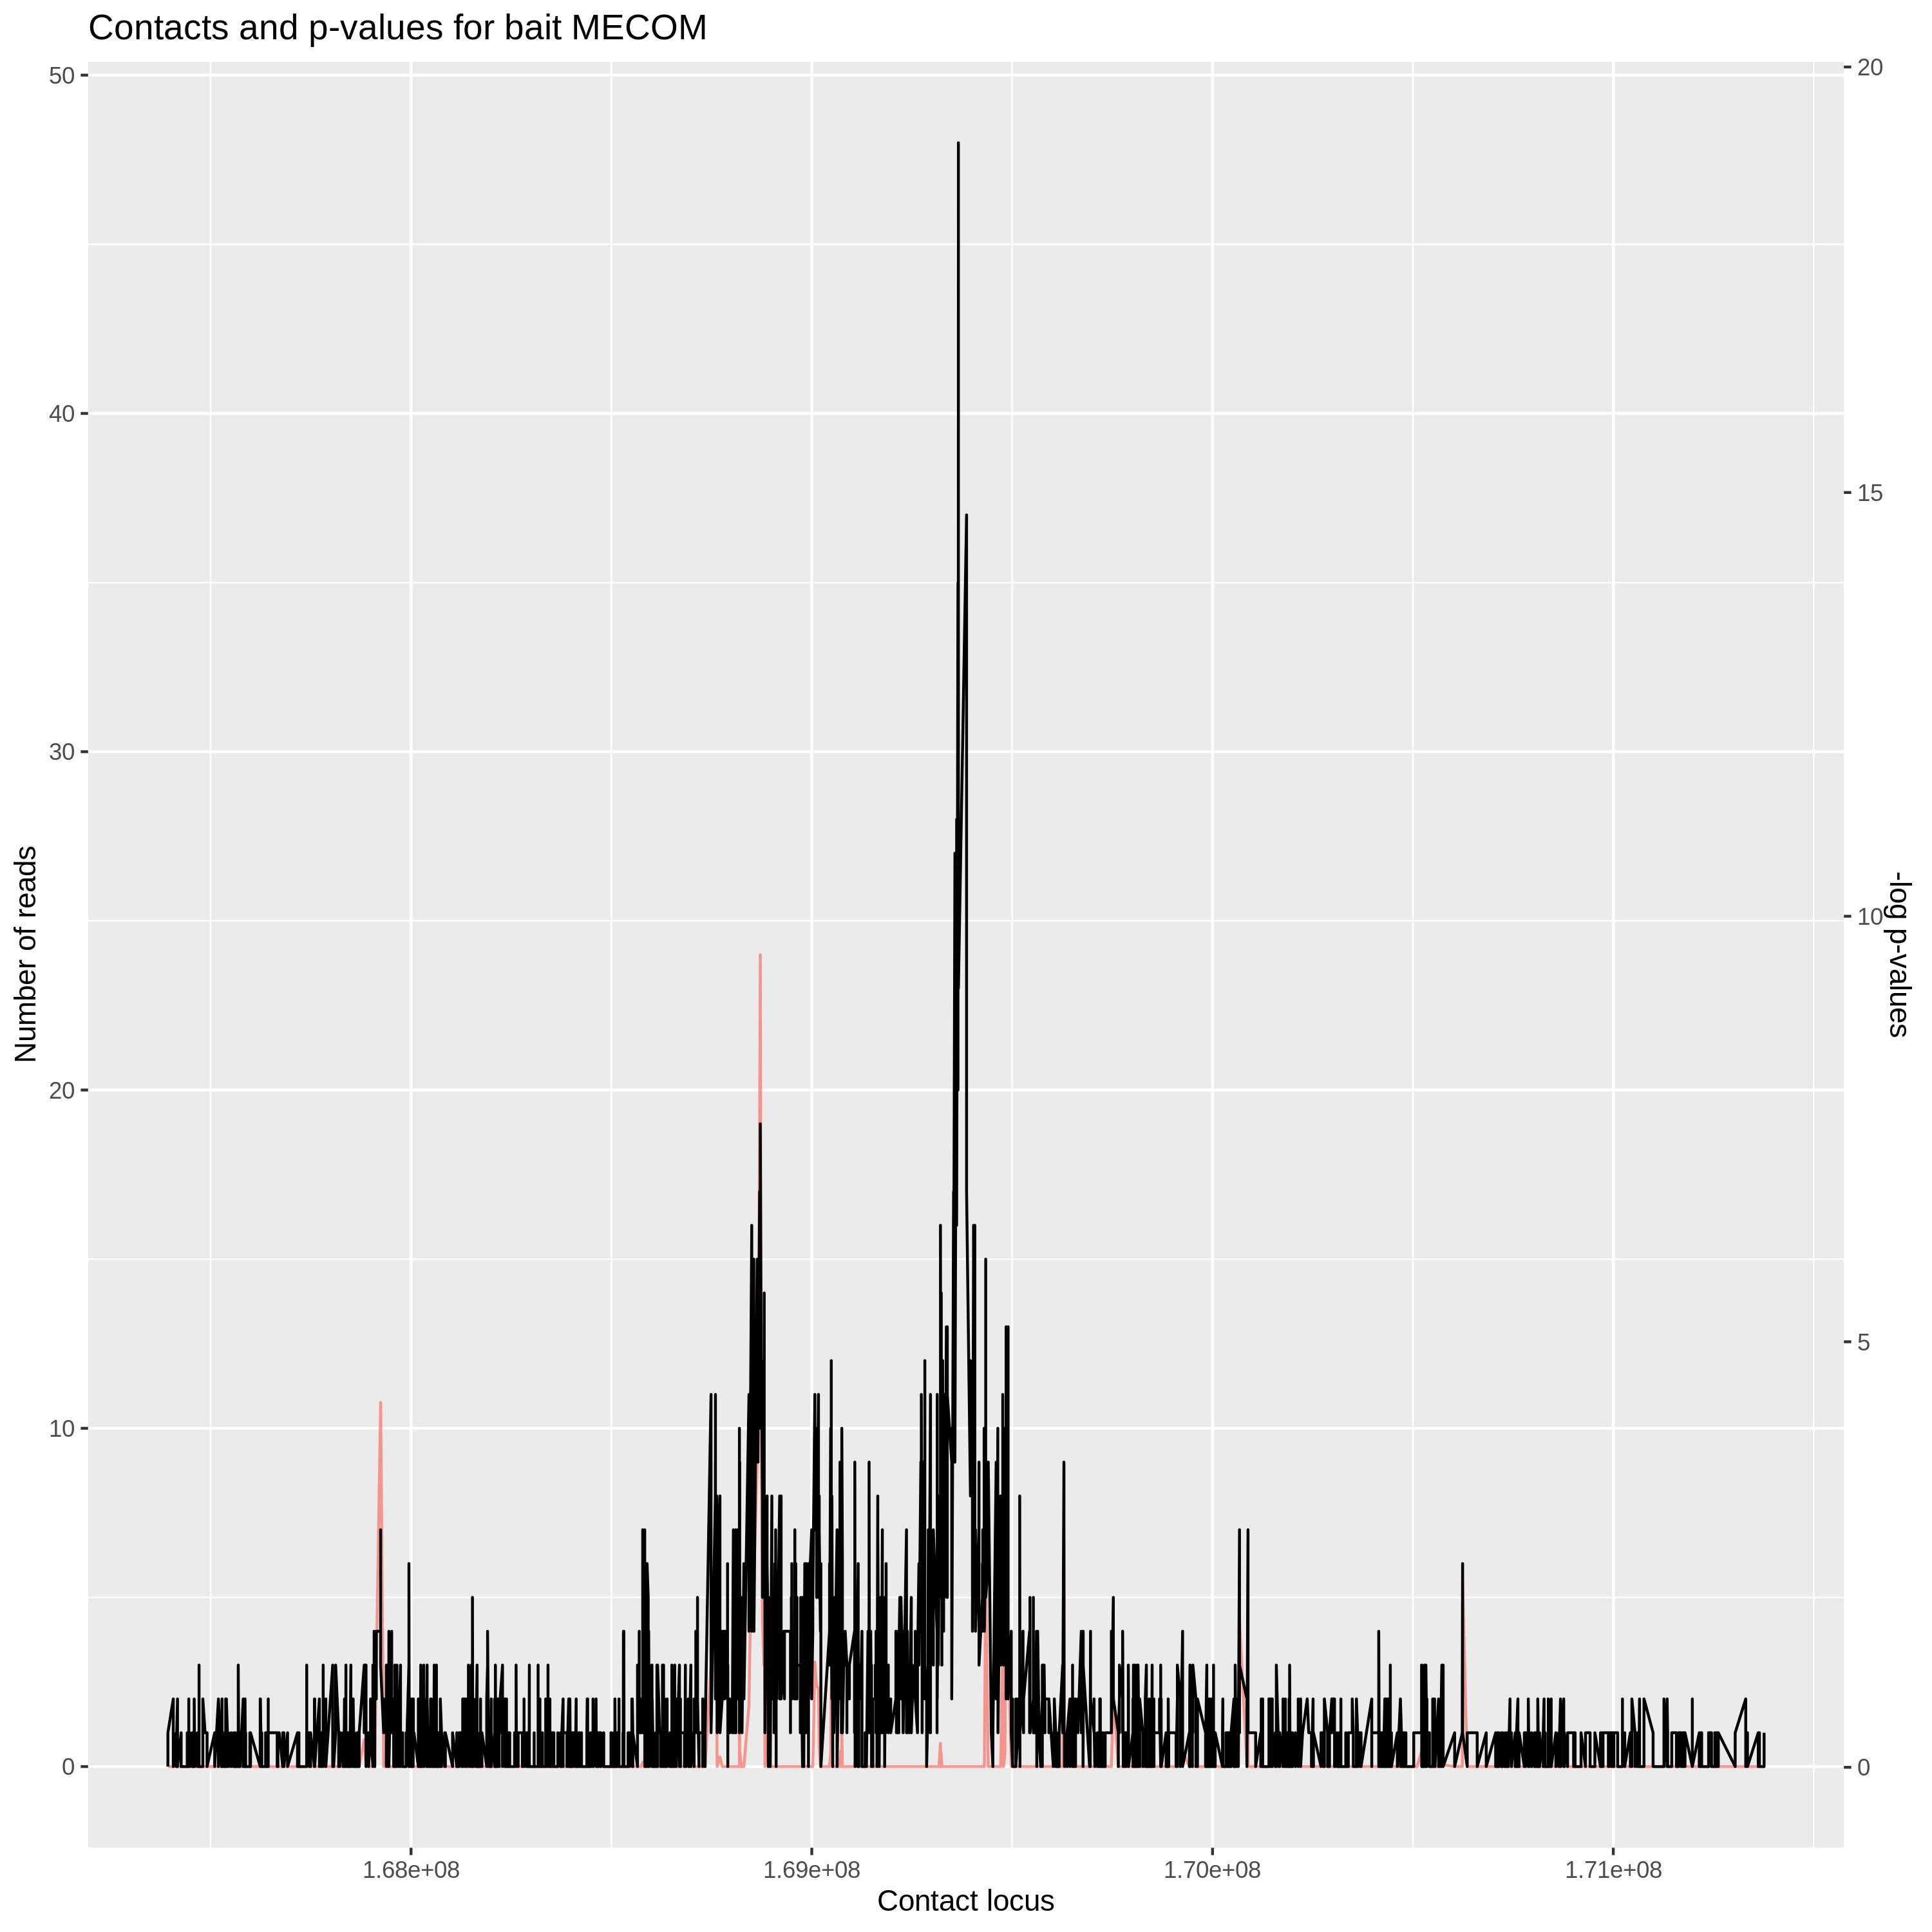 Contacts and p-values for bait MECOM
50
40
30
20
10
0
Number of reads
20
15
10
5
0
-log p-values
1.68e+08
1.69e+08
1.70e+08
1.71e+08
Contact locus